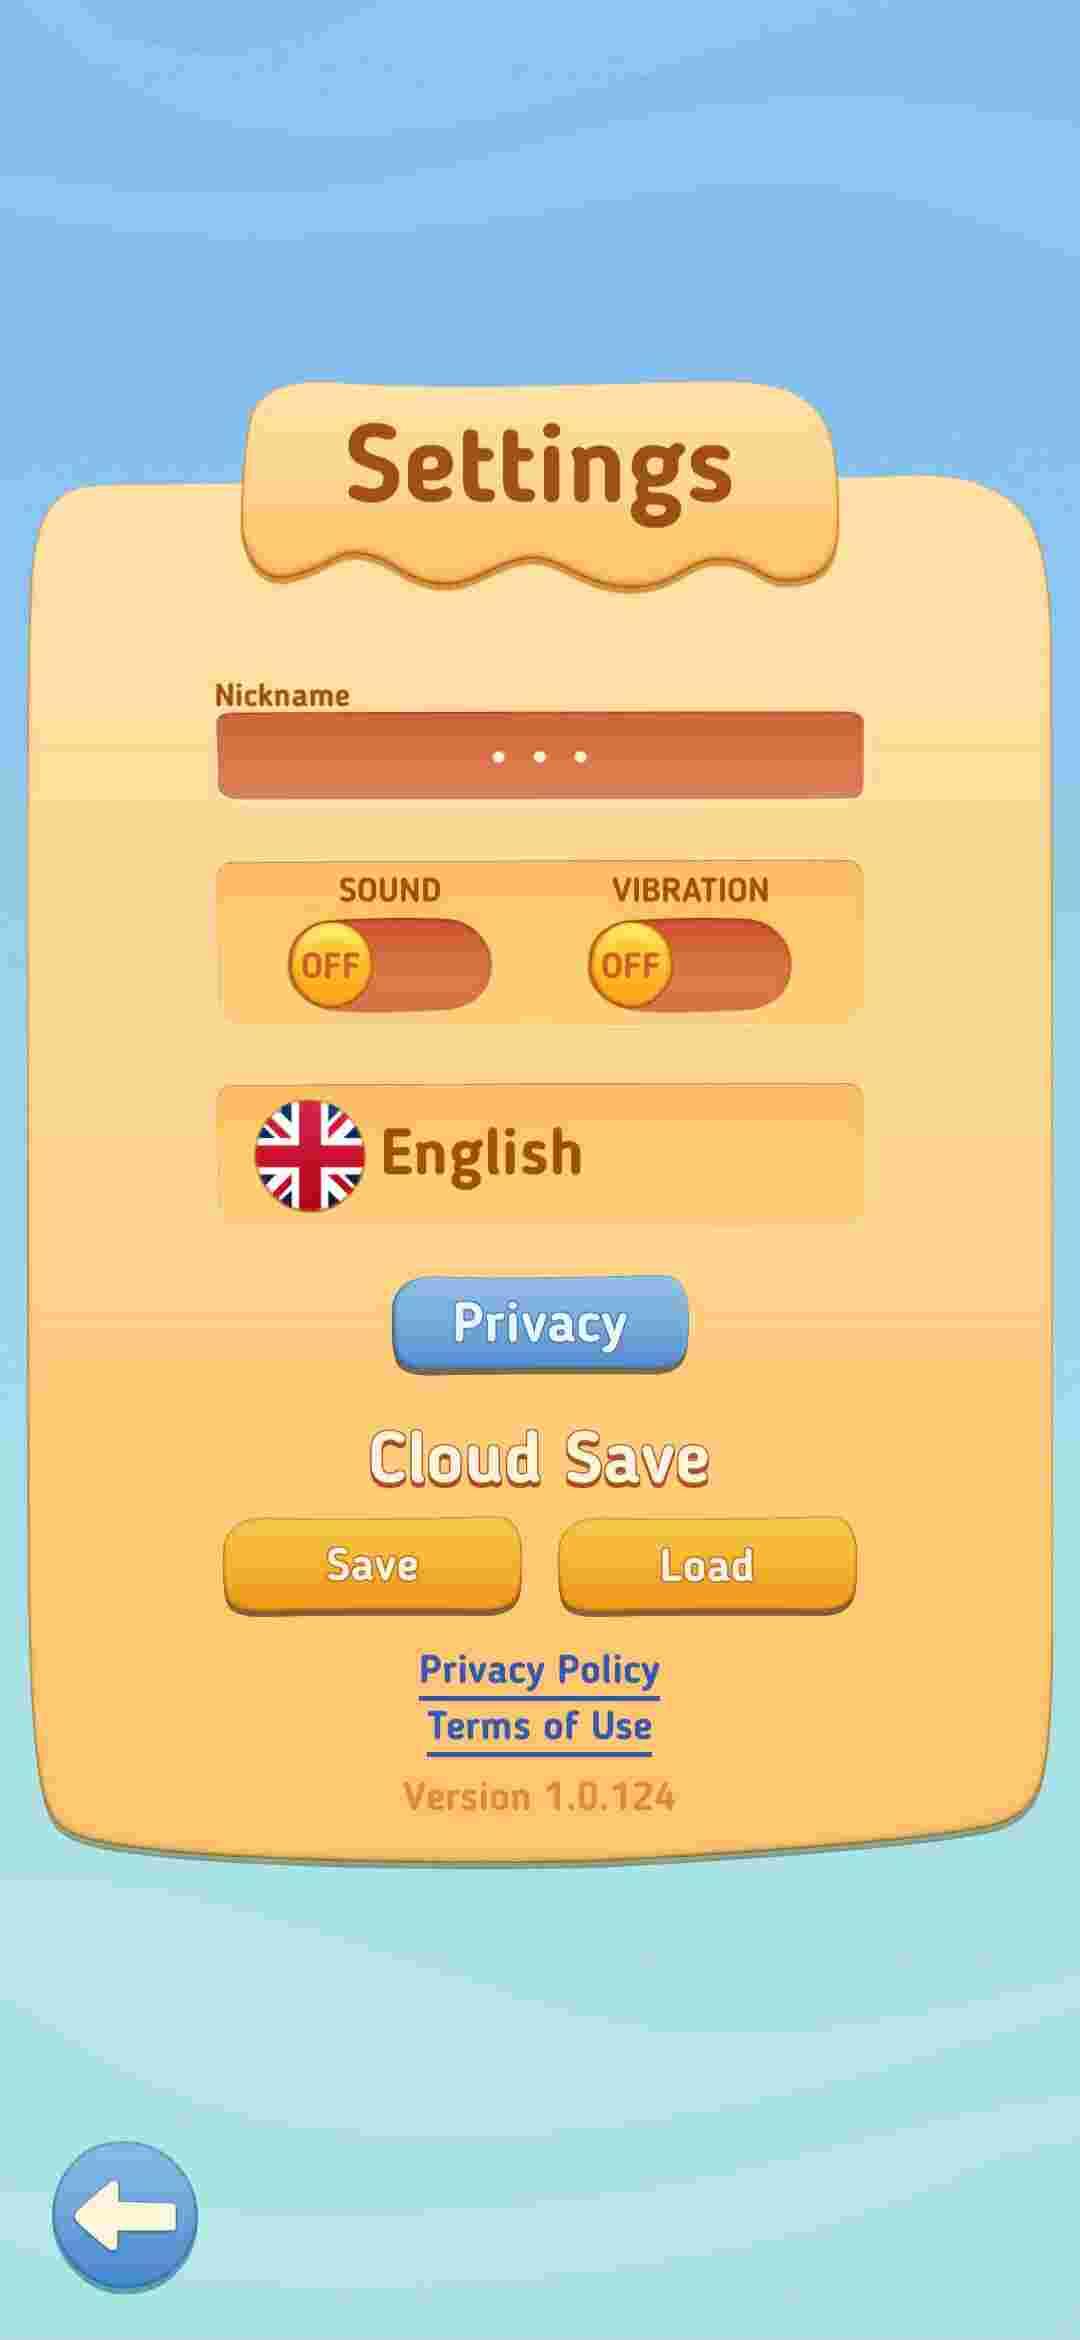 Settings
Nickname
. . .
SOUND VIBRATION
OFF OFF
English
Privacy
Cloud Save
Save Load
Privacy Policy
Terms of Use
Version 1.0.124